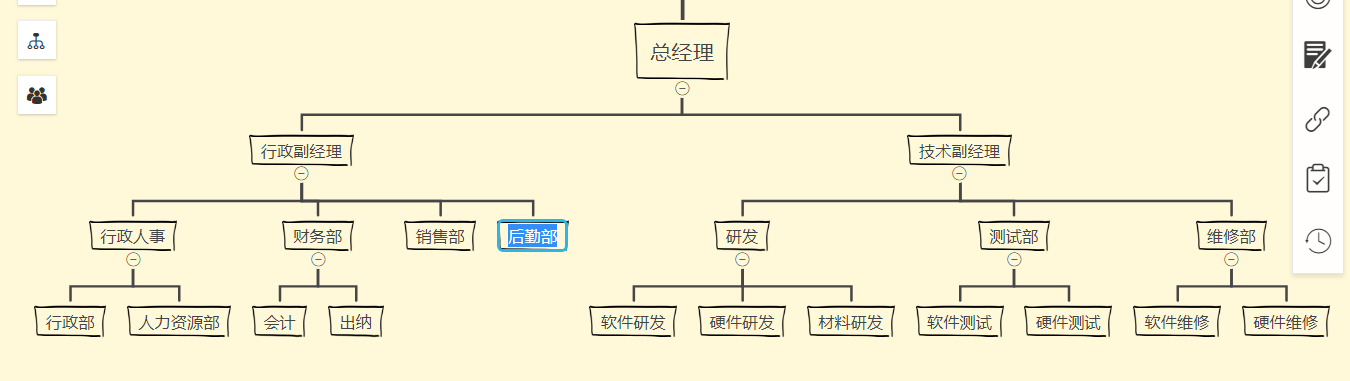 总经理
行政副经理
技术副经理
行政人事
财务部
销售部
后勤部
研发
测试部
维修部
行政部
人力资源部
会计
出纳
软件研发
硬件研发
材料研发
软件测试
硬件测试
软件维修
硬件维修